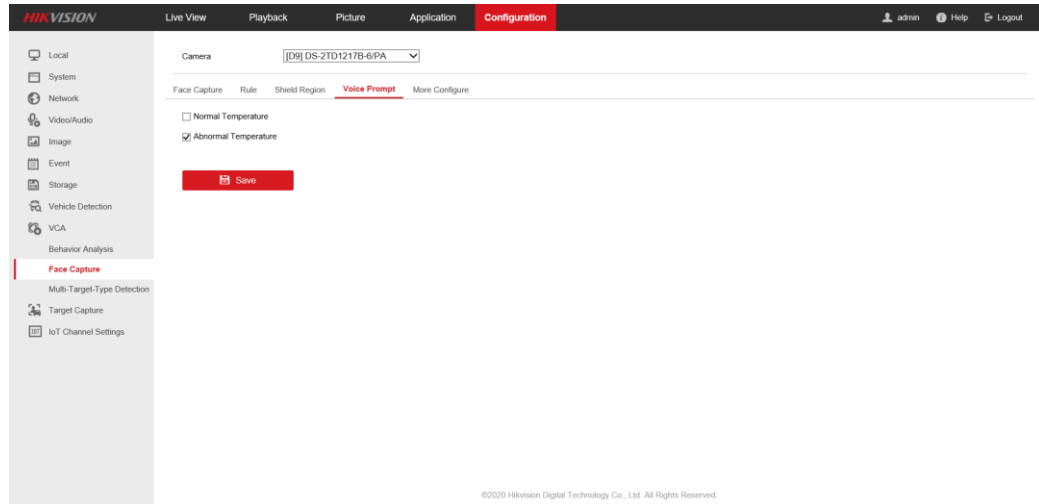 HIKVISION Live View Playback Picture Application Configuration admin Help Logout
Local
System
Network
Video/Audio
Image
Event
Storage
Vehicle Detection
VCA
Behavior Analysis
Face Capture
Multi-Target-Type Detection
Target Capture
IOT IoT Channel Settings
Camera [D9] DS-2TD1217B-6/PA
Face Capture Rule Shield Region Voice Prompt More Configure
Normal Temperature
Abnormal Temperature
Save
©2020 Hikvision Digital Technology Co., Ltd. All Rights Reserved.